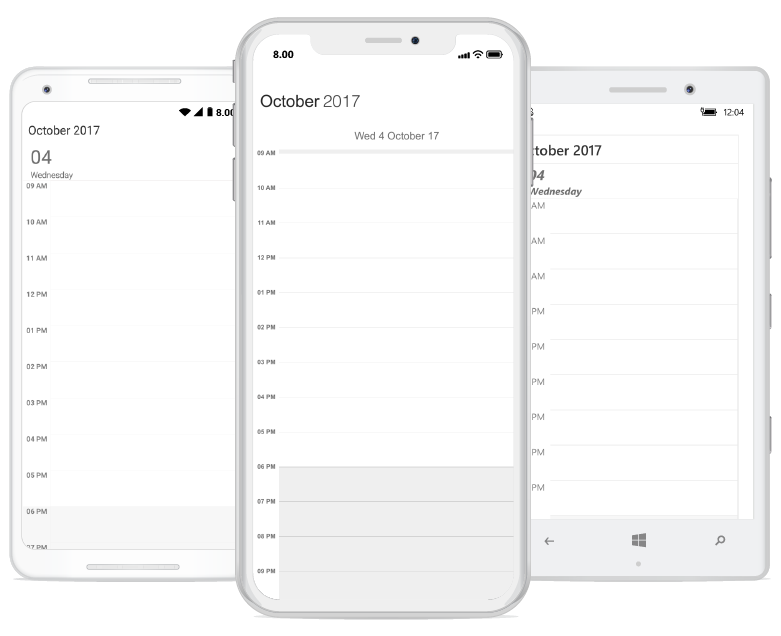 8.00
October 2017
Wed 4 October 17
09 AM
10 AM
11 AM
12 PM
01 PM
02 PM
03 PM
04 PM
05 PM
06 PM
07 PM
08 PM
09 PM
8.00
October 2017
04
Wednesday
09 AM
10 AM
11 AM
12 PM
01 PM
02 PM
03 PM
04 PM
05 PM
06 PM
07 PM
12:04
tober 2017
04
Wednesday
AM
AM
AM
PM
PM
PM
PM
PM
PM